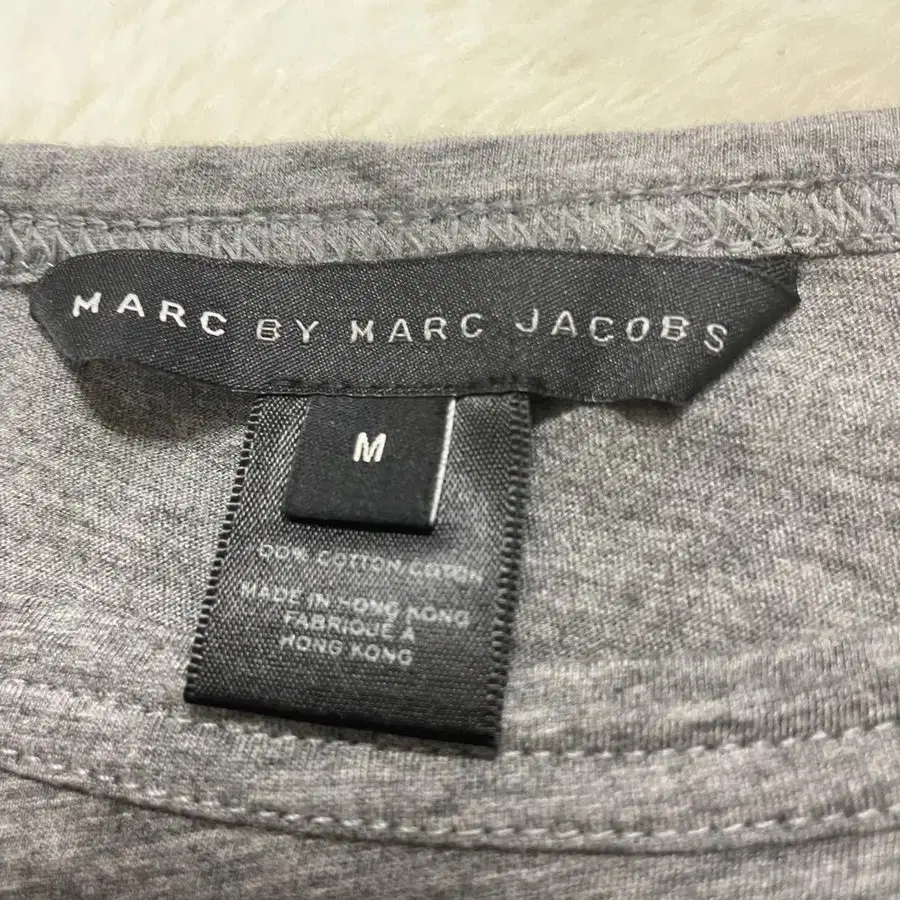 MARC BY MARC JACOBS
M
100% COTTON/COTON
MADE IN HONG KONG
FABRIQUE A
HONG KONG